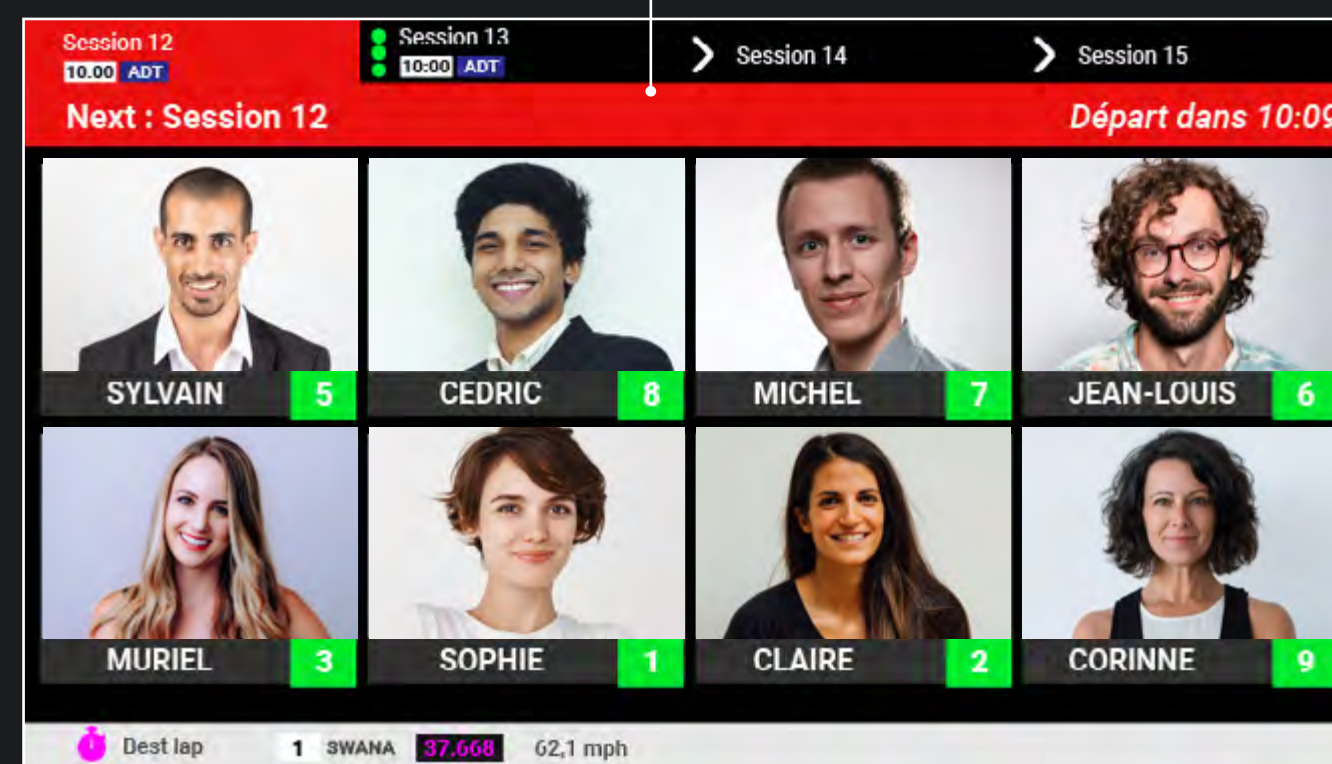 Session 12
10.00 ADT
Session 13
10:00 ADT
Session 14
Session 15
Next : Session 12
Départ dans 10:09
SYLVAIN 5
CEDRIC 8
MICHEL 7
JEAN-LOUIS 6
MURIEL 3
SOPHIE 1
CLAIRE 2
CORINNE 9
Dest lap 1 SWANA 37.668 62,1 mph